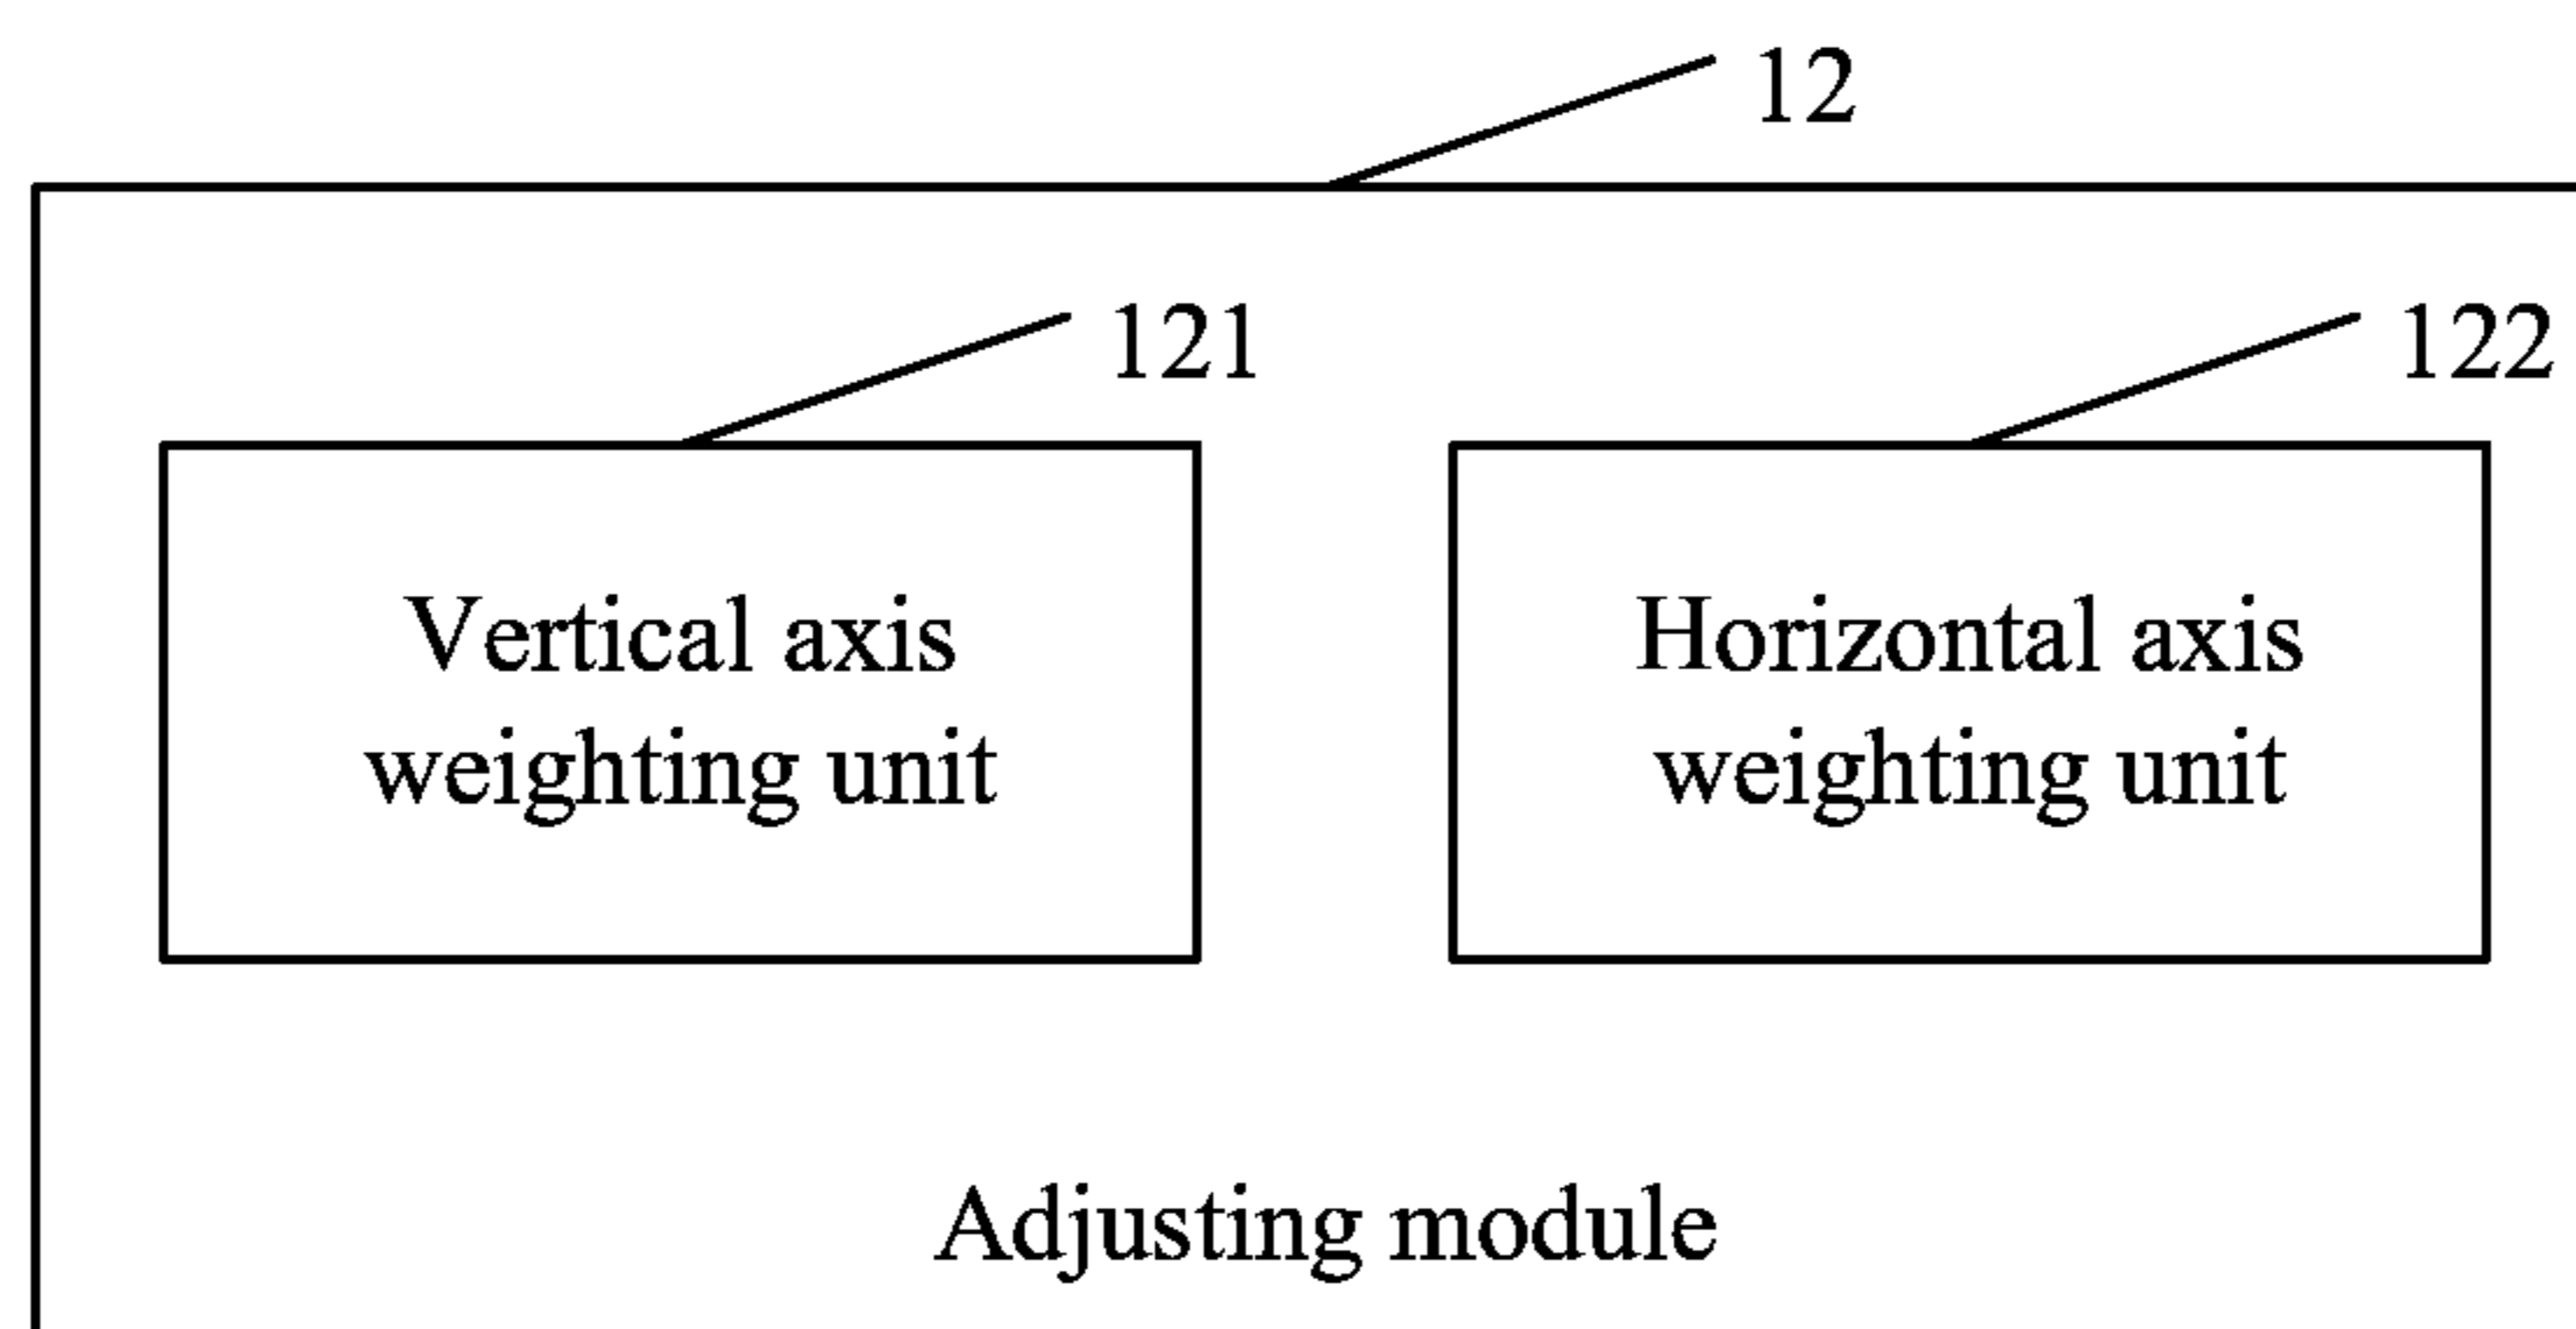 12
121
122
Vertical axis
weighting unit
Horizontal axis
weighting unit
Adjusting module